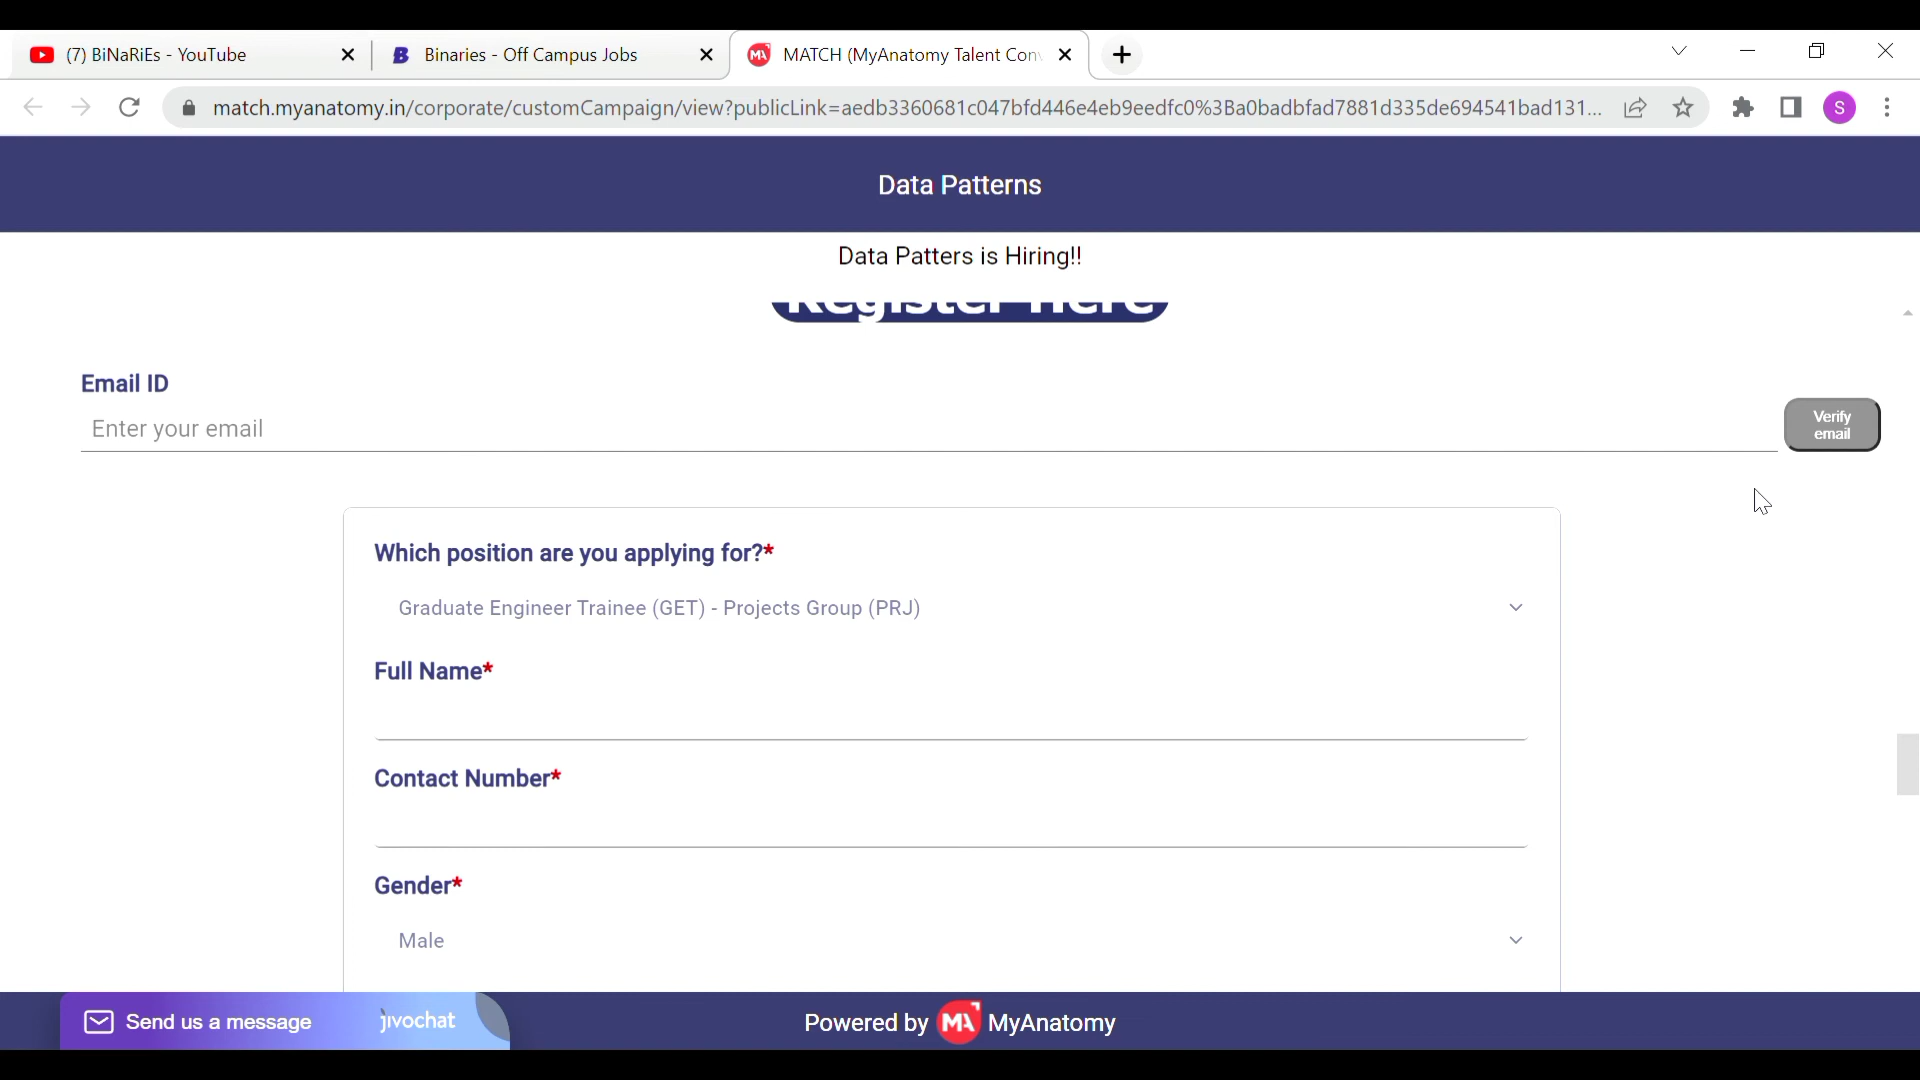 (7) BiNaRiEs - YouTube
Binaries - Off Campus Jobs
MATCH (MyAnatomy Talent Con
match.myanatomy.in/corporate/customCampaign/view?publicLink=aedb3360681c047bfd446e4eb9eedfc0%3Ba0badbfad7881d335de694541bad131...
S
Data Patterns
Data Patters is Hiring!!
Register Here
Email ID
Enter your email
Verify
email
Which position are you applying for?*
Graduate Engineer Trainee (GET) - Projects Group (PRJ)
Full Name*
Contact Number*
Gender*
Male
Send us a message
jivochat
Powered by MA MyAnatomy